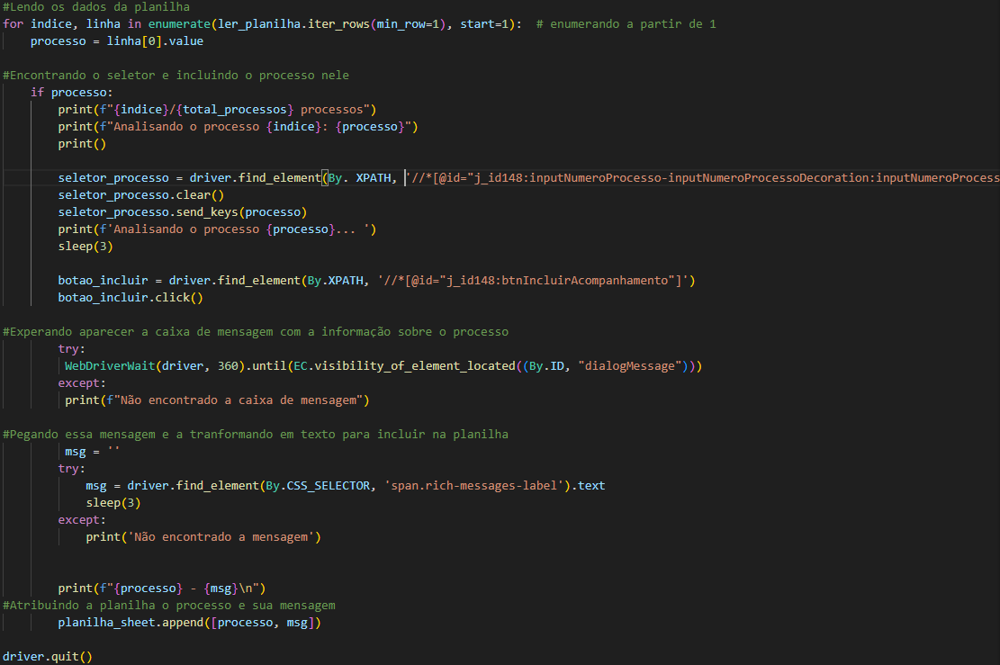 #Lendo os dados da planilha
for indice, linha in enumerate(ler_planilha.iter_rows(min_row=1), start=1):  # enumerando a partir de 1
    processo = linha[0].value
#Encontrando o seletor e incluindo o processo nele
    if processo:
        print(f"{indice}/{total_processos} processos")
        print(f"Analisando o processo {indice}: {processo}")
        print()
        seletor_processo = driver.find_element(By. XPATH, '//*[@id="j_id148:inputNumeroProcesso-inputNumeroProcessoDecoration:inputNumeroProcess
        seletor_processo.clear()
        seletor_processo.send_keys(processo)
        print(f'Analisando o processo {processo}... ')
        sleep(3)
        botao_incluir = driver.find_element(By.XPATH, '//*[@id="j_id148:btnIncluirAcompanhamento"]')
        botao_incluir.click()
#Experando aparecer a caixa de mensagem com a informação sobre o processo
        try:
         WebDriverWait(driver, 360).until(EC.visibility_of_element_located((By.ID, "dialogMessage")))
        except:
         print(f"Não encontrado a caixa de mensagem")
#Pegando essa mensagem e a tranformando em texto para incluir na planilha
         msg = ''
        try:
            msg = driver.find_element(By.CSS_SELECTOR, 'span.rich-messages-label').text
            sleep(3)
        except:
            print('Não encontrado a mensagem')
        print(f"{processo} - {msg}\n")
#Atribuindo a planilha o processo e sua mensagem
        planilha_sheet.append([processo, msg])
driver.quit()